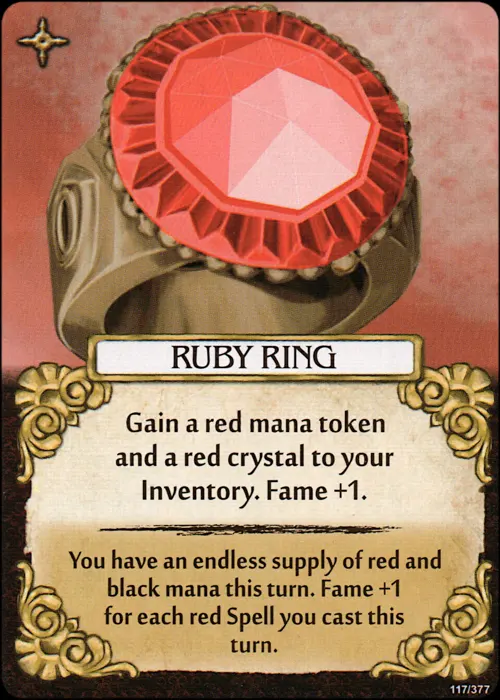 RUBY RING
Gain a red mana token
and a red crystal to your
Inventory. Fame +1.
You have an endless supply of red and
black mana this turn. Fame +1
for each red Spell you cast this
turn.
117/377